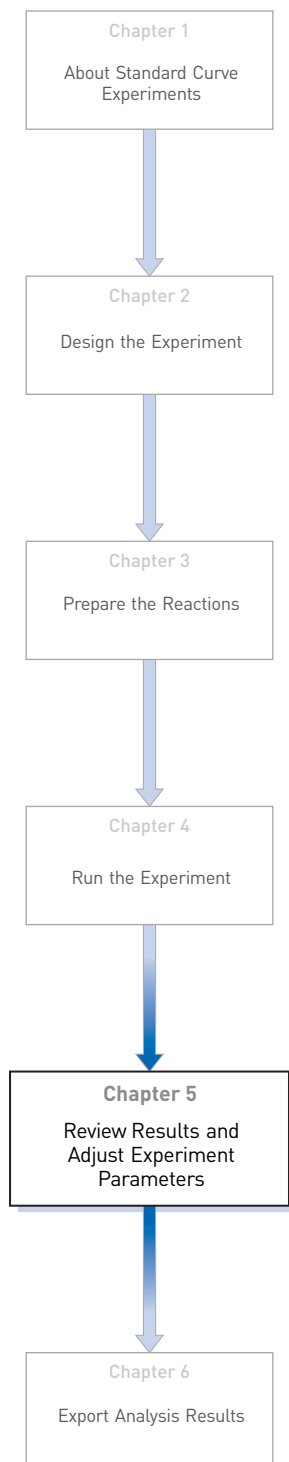 Chapter 1
About Standard Curve
Experiments
Chapter 2
Design the Experiment
Chapter 3
Prepare the Reactions
Chapter 4
Run the Experiment
Chapter 5
Review Results and
Adjust Experiment
Parameters
Chapter 6
Export Analysis Results